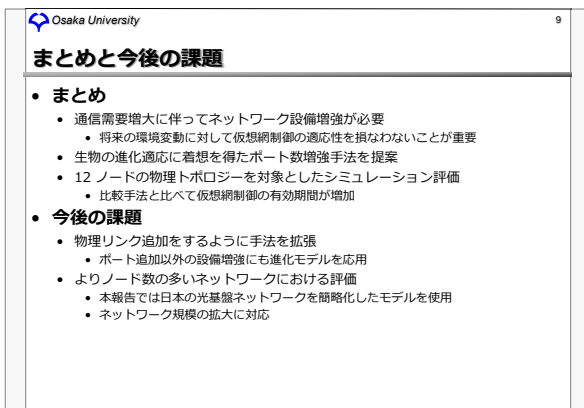 Osaka University
9
まとめと今後の課題
• まとめ
• 通信需要増大に伴ってネットワーク設備増強が必要
• 将来の環境変動に対して仮想網制御の適応性を損なわないことが重要
• 生物の進化適応に着想を得たポート数増強手法を提案
• 12 ノードの物理トポロジーを対象としたシミュレーション評価
• 比較手法と比べて仮想網制御の有効期間が増加
• 今後の課題
• 物理リンク追加をするように手法を拡張
• ポート追加以外の設備増強にも進化モデルを応用
• よりノード数の多いネットワークにおける評価
• 本報告では日本の光基盤ネットワークを簡略化したモデルを使用
• ネットワーク規模の拡大に対応